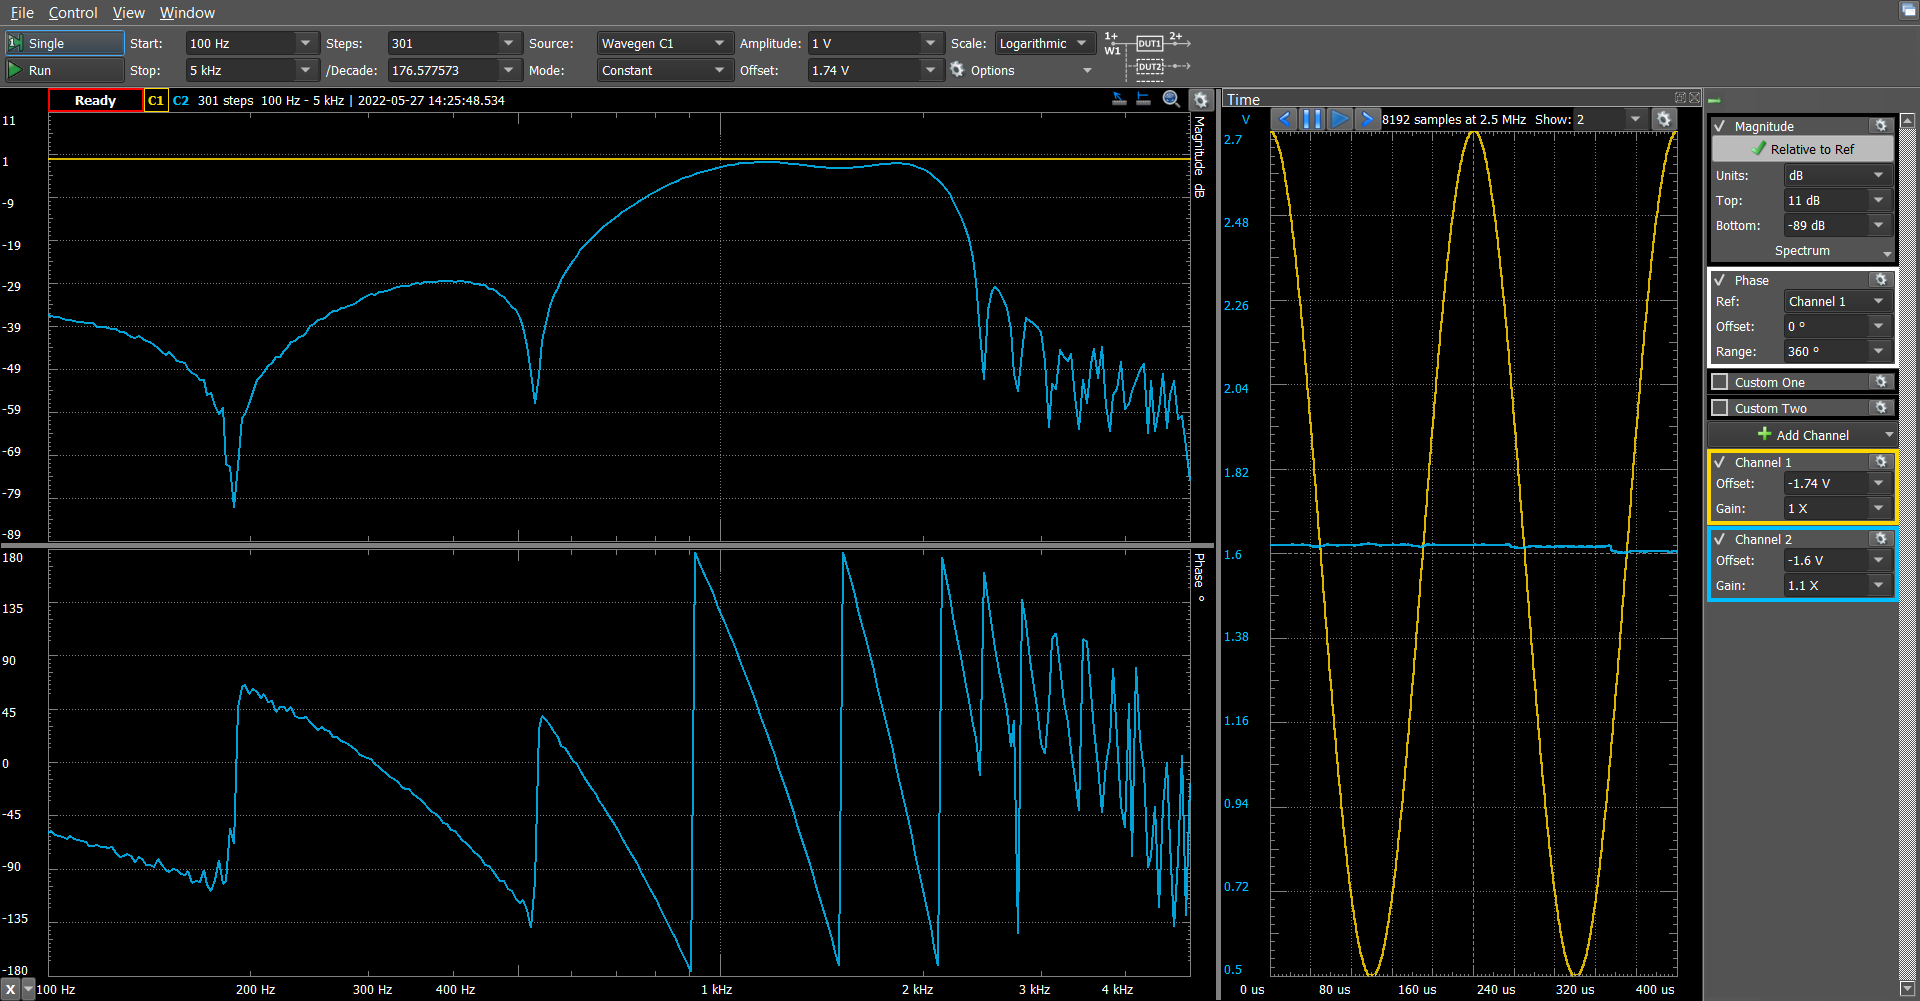 File Control View Window
Single Start: 100 Hz Steps: 301 Source: Wavegen C1 Amplitude: 1 V Scale: Logarithmic
Run Stop: 5 kHz /Decade: 176.577573 Mode: Constant Offset: 1.74 V Options
1+ DUT1 2+
W1
DUT2
Ready C1 C2 301 steps 100 Hz - 5 kHz | 2022-05-27 14:25:48.534
Magnitude dB
11
1
-9
-19
-29
-39
-49
-59
-69
-79
-89
Phase º
180
135
90
45
0
-45
-90
-135
-180
X 100 Hz 200 Hz 300 Hz 400 Hz 1 kHz 2 kHz 3 kHz 4 kHz
Time
V 8192 samples at 2.5 MHz Show: 2
2.7
2.48
2.26
2.04
1.82
1.6
1.38
1.16
0.94
0.72
0.5
0 us 80 us 160 us 240 us 320 us 400 us
Magnitude
Relative to Ref
Units: dB
Top: 11 dB
Bottom: -89 dB
Spectrum
Phase
Ref: Channel 1
Offset: 0 º
Range: 360 º
Custom One
Custom Two
Add Channel
Channel 1
Offset: -1.74 V
Gain: 1 X
Channel 2
Offset: -1.6 V
Gain: 1.1 X